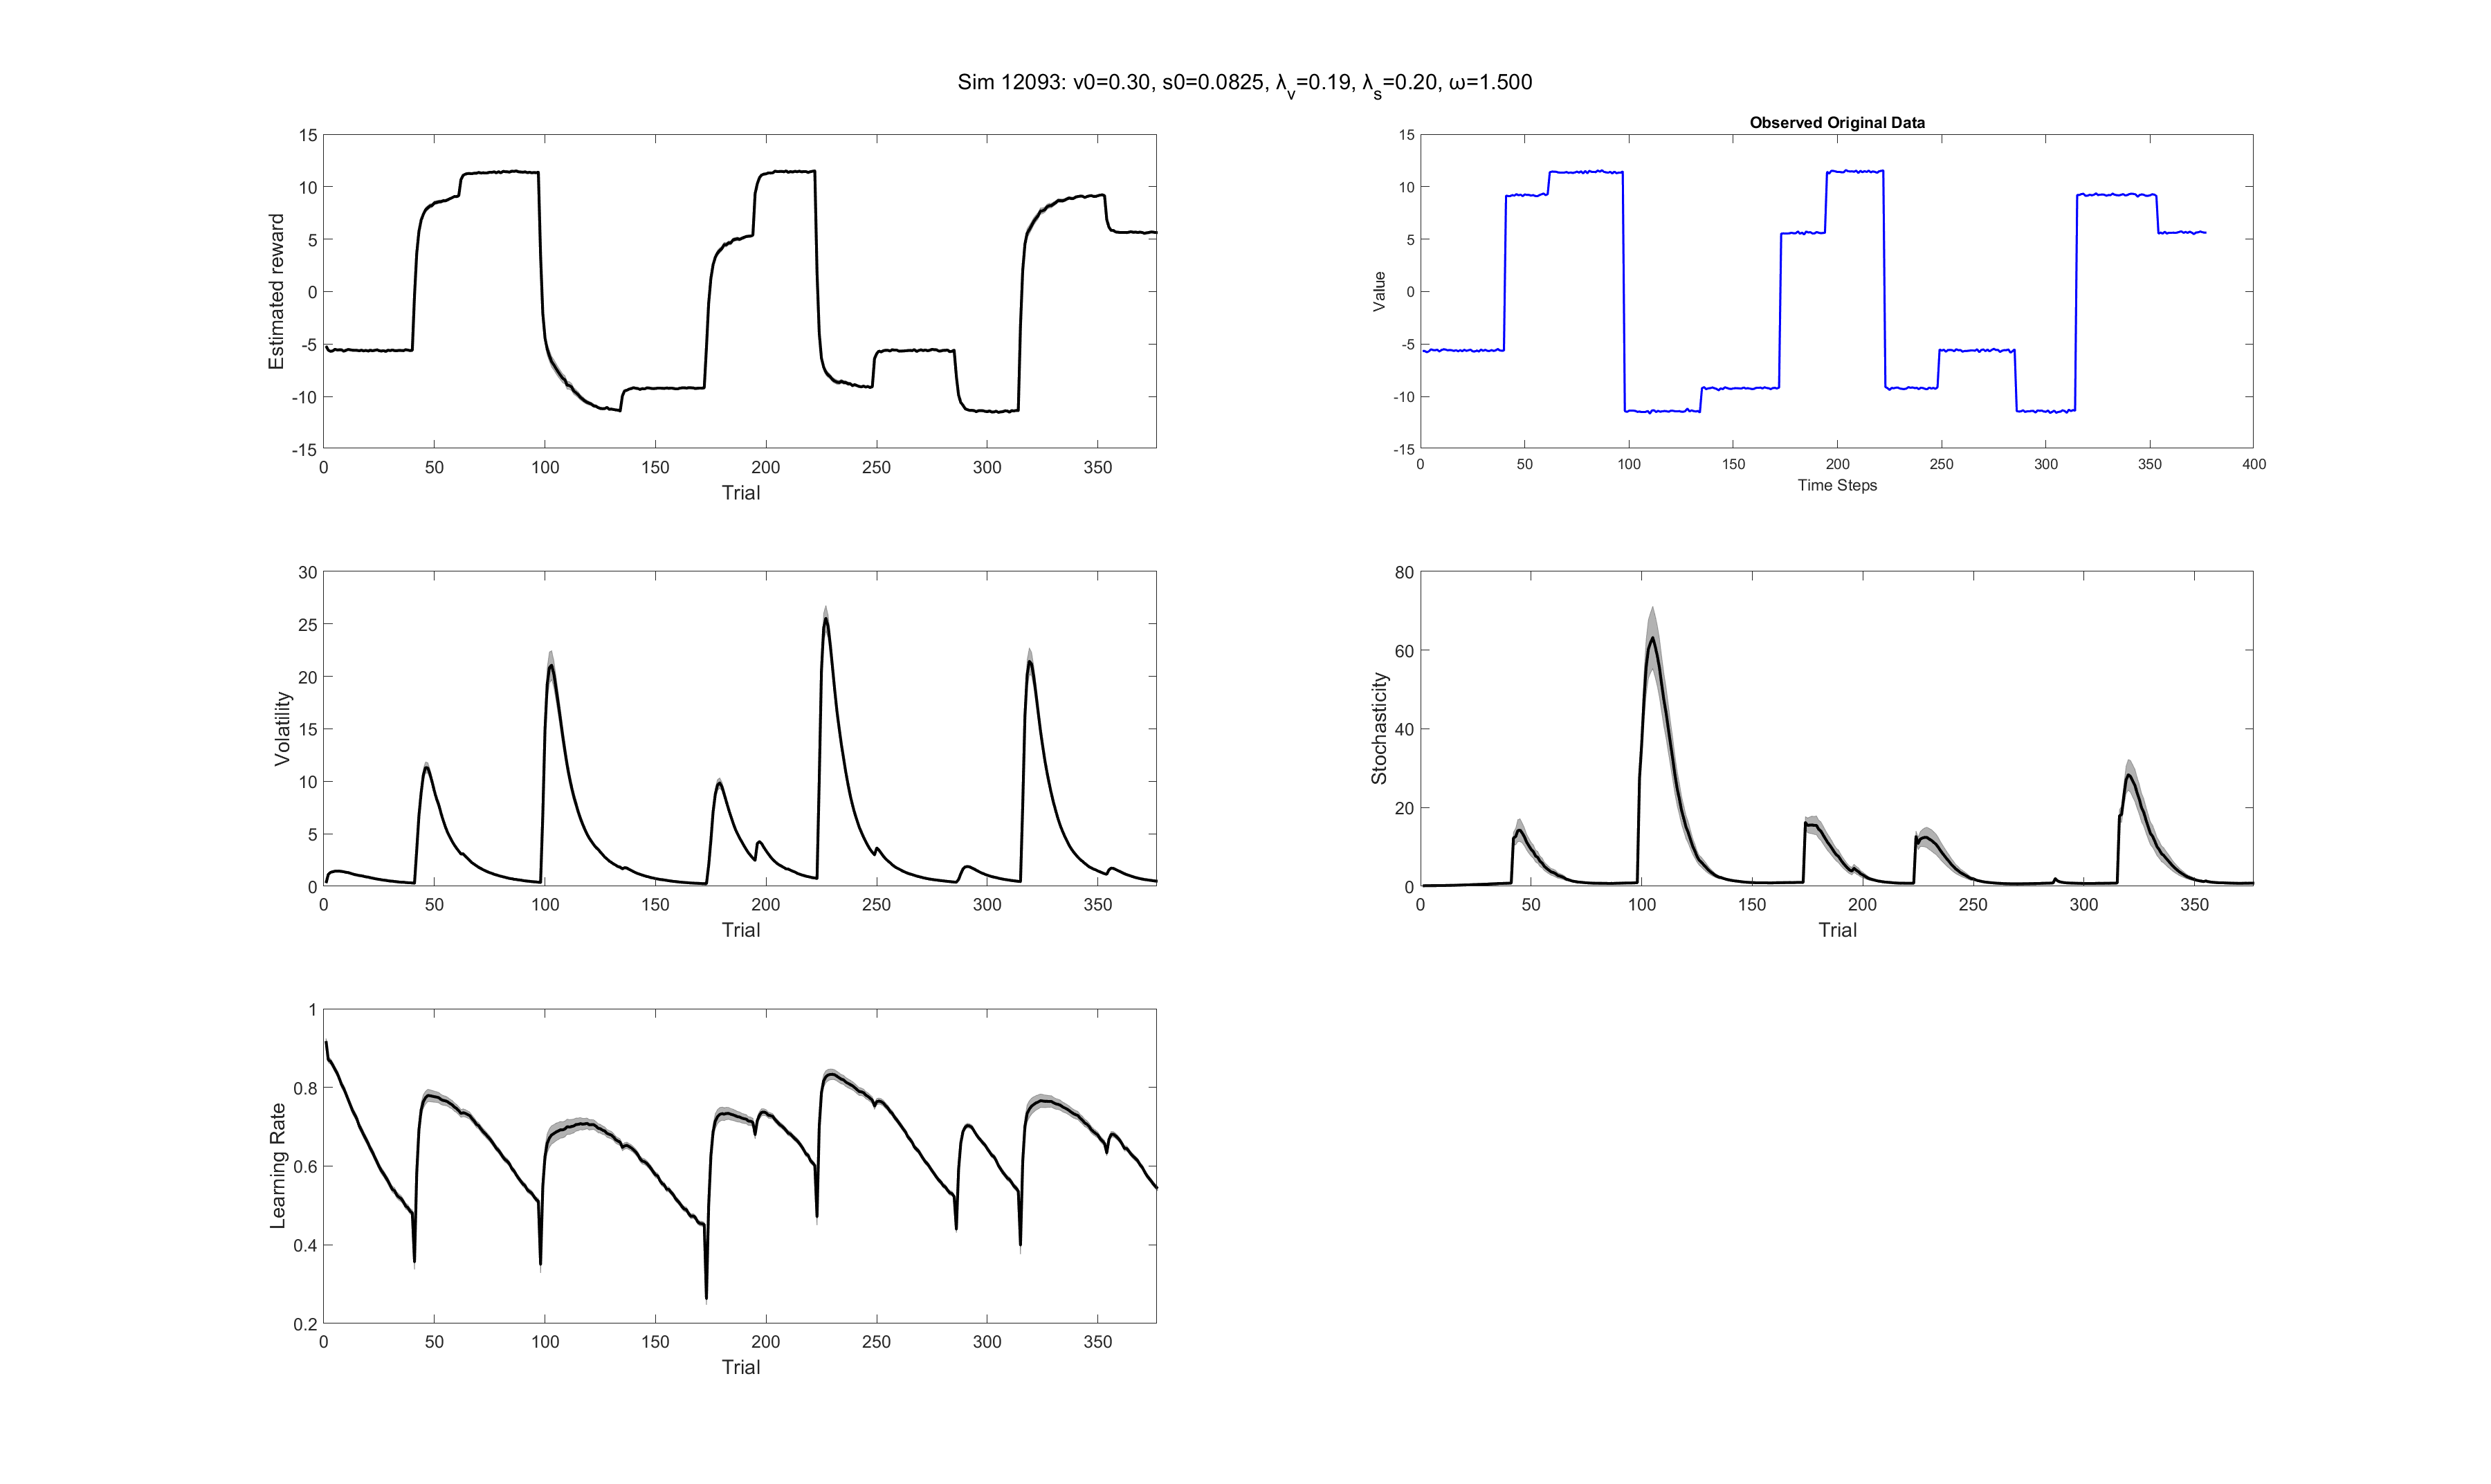 Sim 12093: v0=0.30, s0=0.0825, λv=0.19, λs=0.20, ω=1.500
15
10
5
0
-5
-10
-15
Estimated reward
0 50 100 150 200 250 300 350
Trial
Observed Original Data
15
10
5
0
-5
-10
-15
Value
0 50 100 150 200 250 300 350 400
Time Steps
30
25
20
15
10
5
0
Volatility
0 50 100 150 200 250 300 350
Trial
80
60
40
20
0
Stochasticity
0 50 100 150 200 250 300 350
Trial
1
0.8
0.6
0.4
0.2
Learning Rate
0 50 100 150 200 250 300 350
Trial